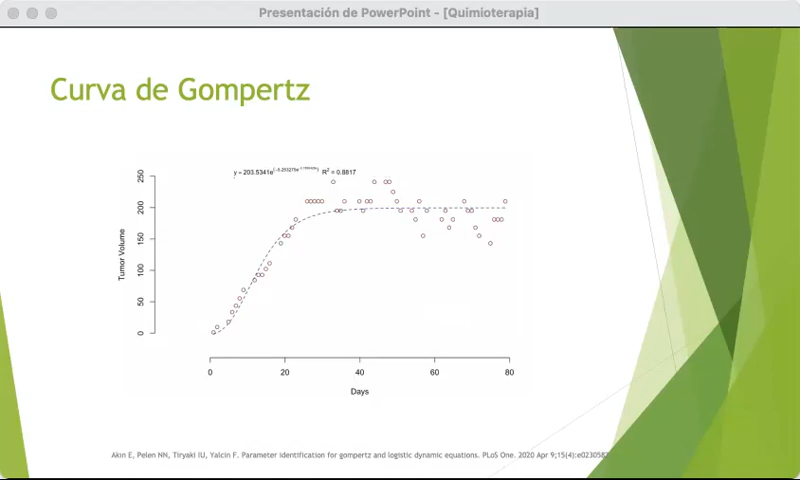 Presentación de PowerPoint - [Quimioterapia]
Curva de Gompertz
R² = 0.8817
250
200
150
100
50
0
Tumor Volume
0 20 40 60 80
Days
Akin E, Pelen NN, Tiryaki IU, Yalcin F. Parameter identification for gompertz and logistic dynamic equations. PLoS One. 2020 Apr 9;15(4):e023058